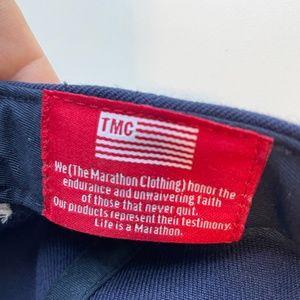 TMC
We (The Marathon Clothing) honor the
endurance and unwaivering faith
of those that never quit.
Our products represent their testimony.
Life is a Marathon.